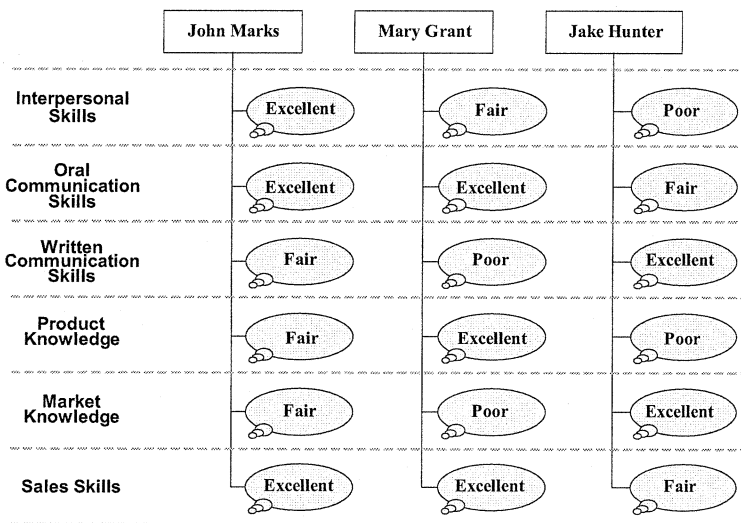 John Marks
Mary Grant
Jake Hunter
Interpersonal
Skills
Excellent
Fair
Poor
Oral
Communication
Skills
Excellent
Excellent
Fair
Written
Communication
Skills
Fair
Poor
Excellent
Product
Knowledge
Fair
Excellent
Poor
Market
Knowledge
Fair
Poor
Excellent
Sales Skills
Excellent
Excellent
Fair